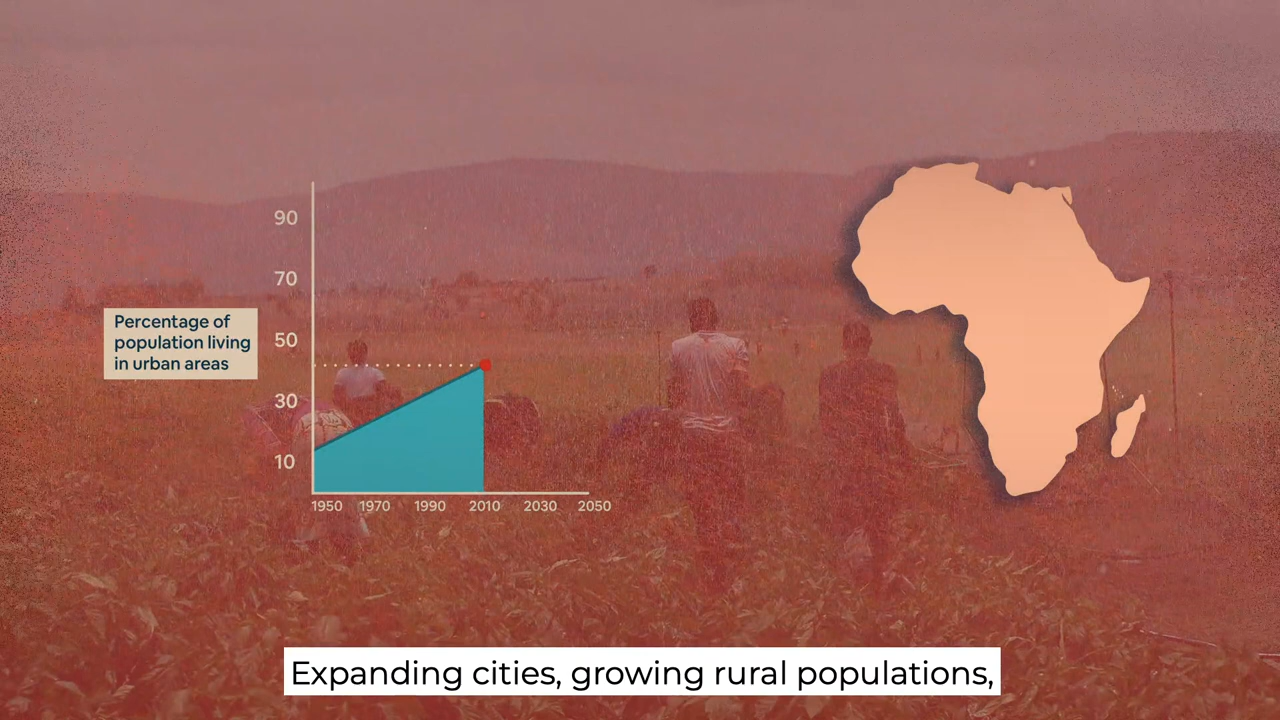 90
70
50
30
10
Percentage of
population living
in urban areas
1950 1970 1990 2010 2030 2050
Expanding cities, growing rural populations,